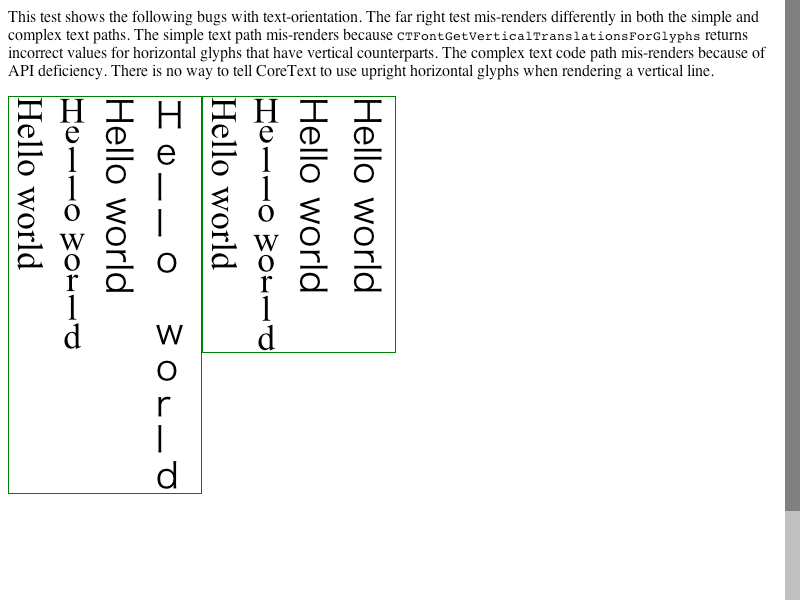 This test shows the following bugs with text-orientation. The far right test mis-renders differently in both the simple and
complex text paths. The simple text path mis-renders because CTFontGetVerticalTranslationsForGlyphs returns
incorrect values for horizontal glyphs that have vertical counterparts. The complex text code path mis-renders because of
API deficiency. There is no way to tell CoreText to use upright horizontal glyphs when rendering a vertical line.
Hello world
Hello world
Hello world
Hello world
Hello world
Hello world
Hello world
Hello world